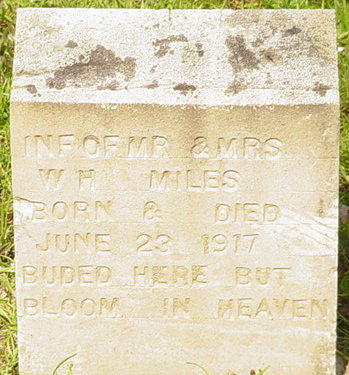 INF OF MR & MRS
W H MILES
BORN & DIED
JUNE 23 1917
BUDED HERE BUT
BLOOM IN HEAVEN